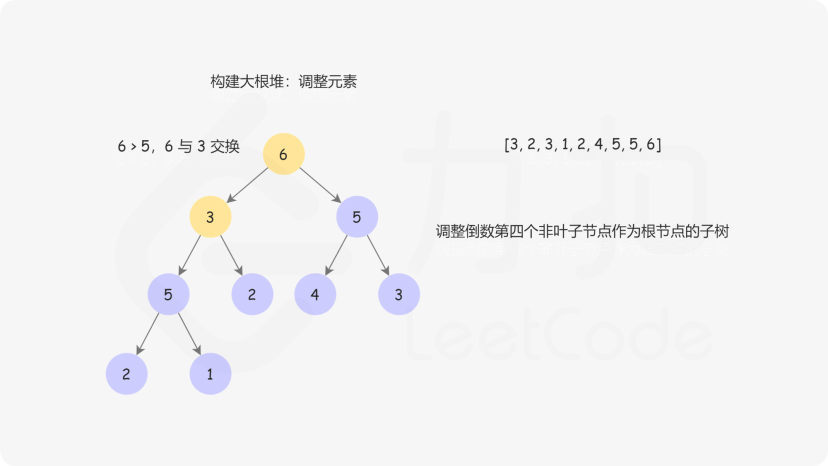 构建大根堆：调整元素
6 > 5，6 与 3 交换
[3, 2, 3, 1, 2, 4, 5, 5, 6]
调整倒数第四个非叶子节点作为根节点的子树
6
3
5
5
2
4
3
2
1
力扣
LeetCode